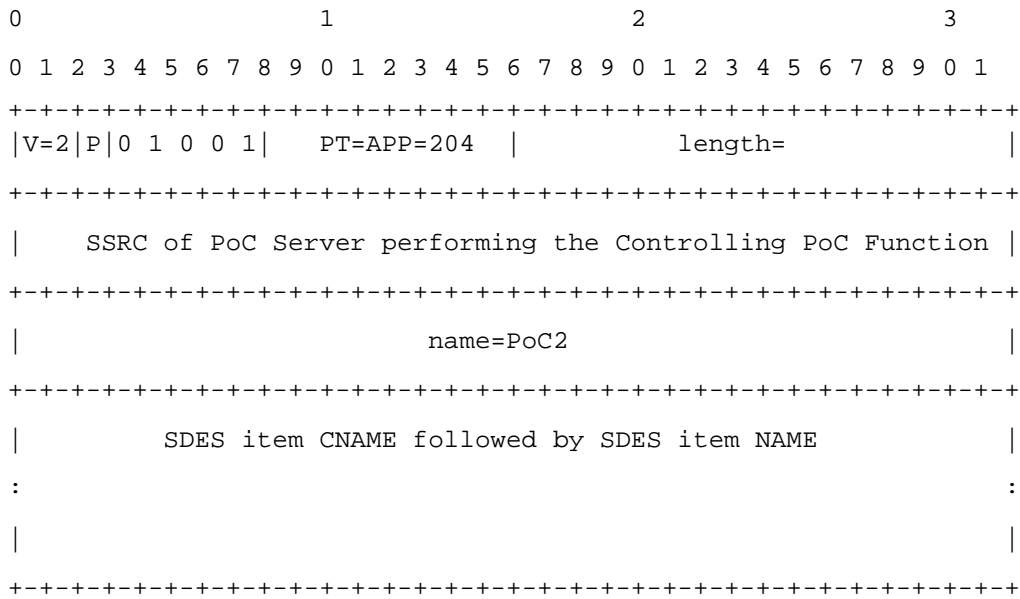 0                   1                   2                   3
0 1 2 3 4 5 6 7 8 9 0 1 2 3 4 5 6 7 8 9 0 1 2 3 4 5 6 7 8 9 0 1
+-+-+-+-+-+-+-+-+-+-+-+-+-+-+-+-+-+-+-+-+-+-+-+-+-+-+-+-+-+-+-+-+
|V=2|P|0 1 0 0 1|   PT=APP=204  |          length=              |
+-+-+-+-+-+-+-+-+-+-+-+-+-+-+-+-+-+-+-+-+-+-+-+-+-+-+-+-+-+-+-+-+
|    SSRC of PoC Server performing the Controlling PoC Function |
+-+-+-+-+-+-+-+-+-+-+-+-+-+-+-+-+-+-+-+-+-+-+-+-+-+-+-+-+-+-+-+-+
|                          name=PoC2                            |
+-+-+-+-+-+-+-+-+-+-+-+-+-+-+-+-+-+-+-+-+-+-+-+-+-+-+-+-+-+-+-+-+
|         SDES item CNAME followed by SDES item NAME            |
:                                                               :
|                                                               |
+-+-+-+-+-+-+-+-+-+-+-+-+-+-+-+-+-+-+-+-+-+-+-+-+-+-+-+-+-+-+-+-+